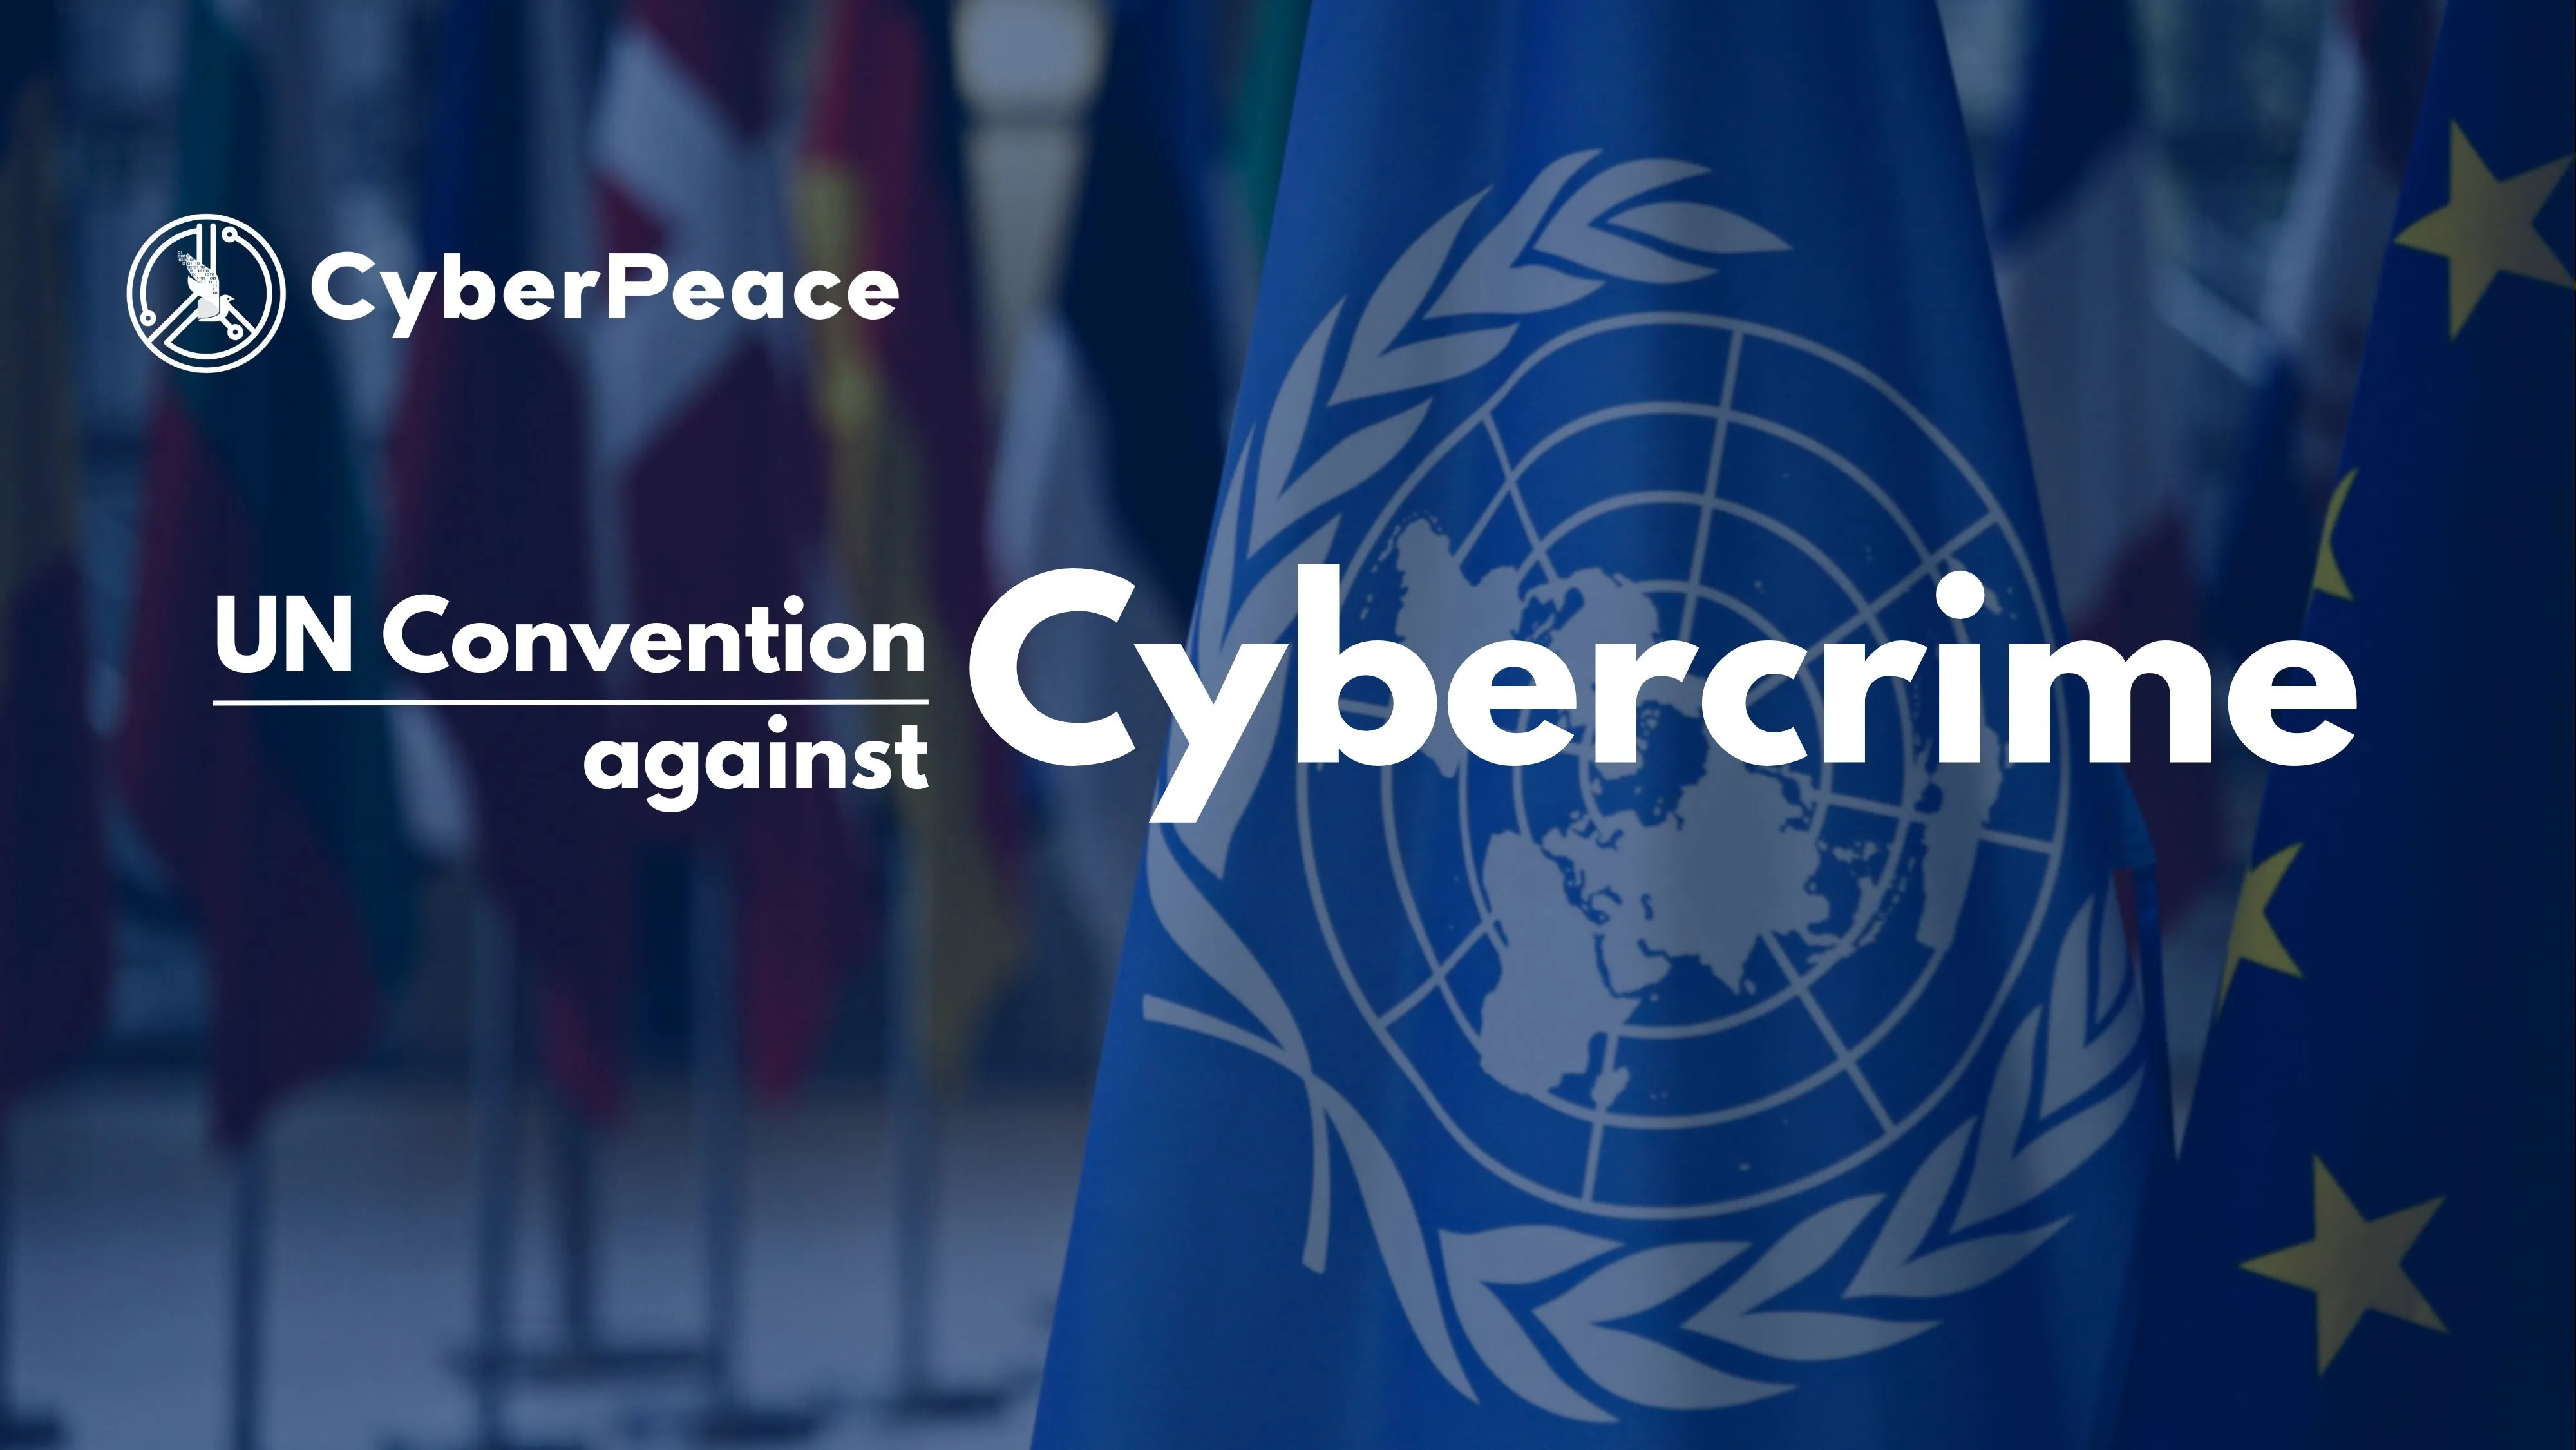 CyberPeace
UN Convention
against
Cybercrime